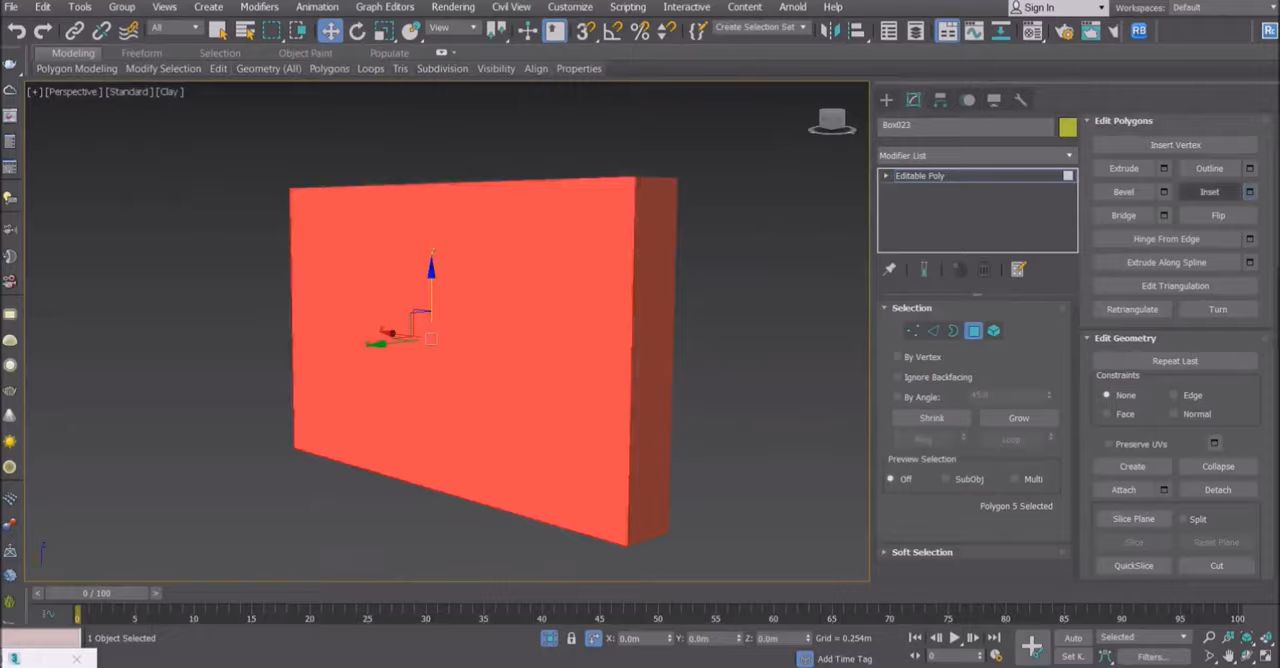 File Edit Tools Group Views Create Modifiers Animation Graph Editors Rendering Civil View Customize Scripting Interactive Content Arnold Help Sign In Workspaces: Default
All View Create Selection Set RB
Modeling Freeform Selection Object Paint Populate
Polygon Modeling Modify Selection Edit Geometry (All) Polygons Loops Tris Subdivision Visibility Align Properties
[+] [Perspective] [Standard] [Clay]
Box023
Modifier List
Editable Poly
Selection
By Vertex
Ignore Backfacing
By Angle: 45.0
Shrink Grow
Ring Loop
Preview Selection
Off SubObj Multi
Polygon 5 Selected
Soft Selection
Edit Polygons
Insert Vertex
Extrude Outline
Bevel Inset
Bridge Flip
Hinge From Edge
Extrude Along Spline
Edit Triangulation
Retriangulate Turn
Edit Geometry
Repeat Last
Constraints
None Edge
Face Normal
Preserve UVs
Create Collapse
Attach Detach
Slice Plane Split
Slice Reset Plane
QuickSlice Cut
< 0 / 100 >
5 10 15 20 25 30 35 40 45 50 55 60 65 70 75 80 85 90 95 100
1 Object Selected X: 0.0m Y: 0.0m Z: 0.0m Grid = 0.254m Auto Selected
Add Time Tag 0 Set K. Filters...